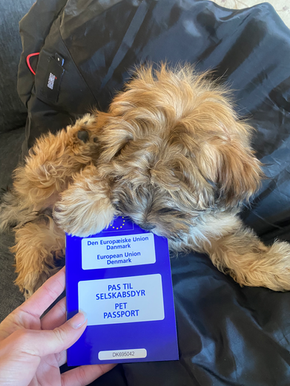 Den Europæiske Union
Danmark
European Union
Denmark
PAS TIL
SELSKABSDYR
PET
PASSPORT